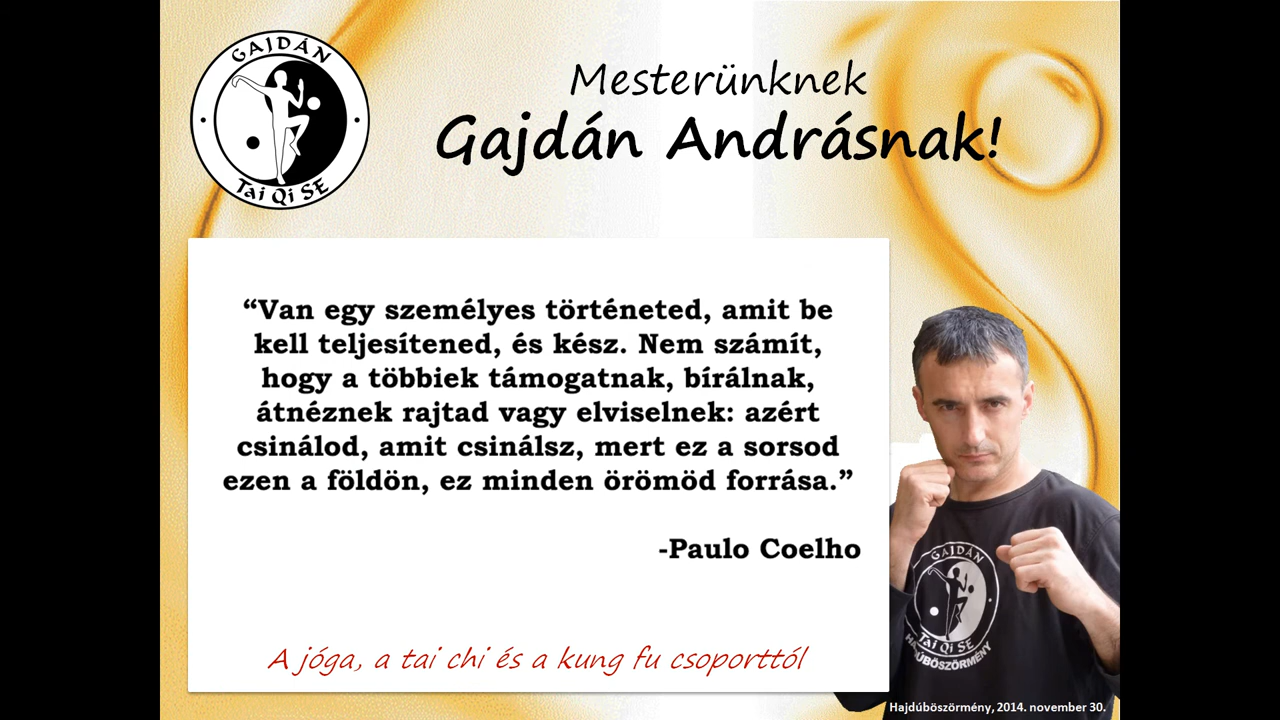 GAJDÁN
Tai Qi SE
Mesterünknek
Gajdán Andrásnak!
“Van egy személyes történeted, amit be
kell teljesítened, és kész. Nem számít,
hogy a többiek támogatnak, bírálnak,
átnéznek rajtad vagy elviselnek: azért
csinálod, amit csinálsz, mert ez a sorsod
ezen a földön, ez minden örömöd forrása.”
-Paulo Coelho
A jóga, a tai chi és a kung fu csoporttól
GAJDÁN
Tai Qi SE
HAJDÚBÖSZÖRMÉNY
Hajdúböszörmény, 2014. november 30.